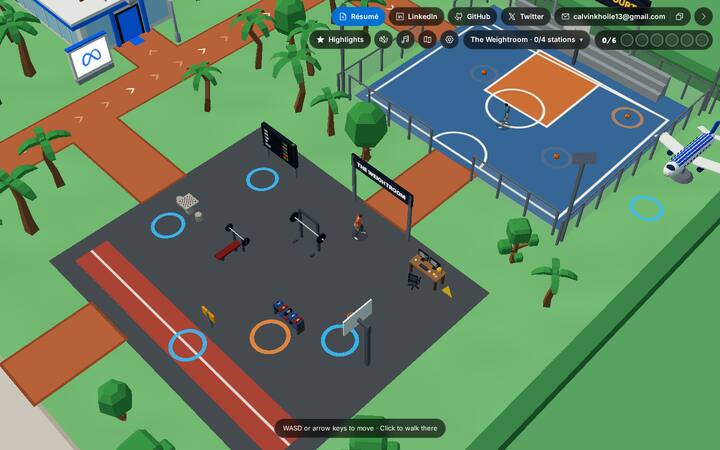 Résumé
LinkedIn
GitHub
Twitter
calvinkhoile13@gmail.com
Highlights
The Weightroom · 0/4 stations
0/6
THE WEIGHTROOM
WASD or arrow keys to move · Click to walk there